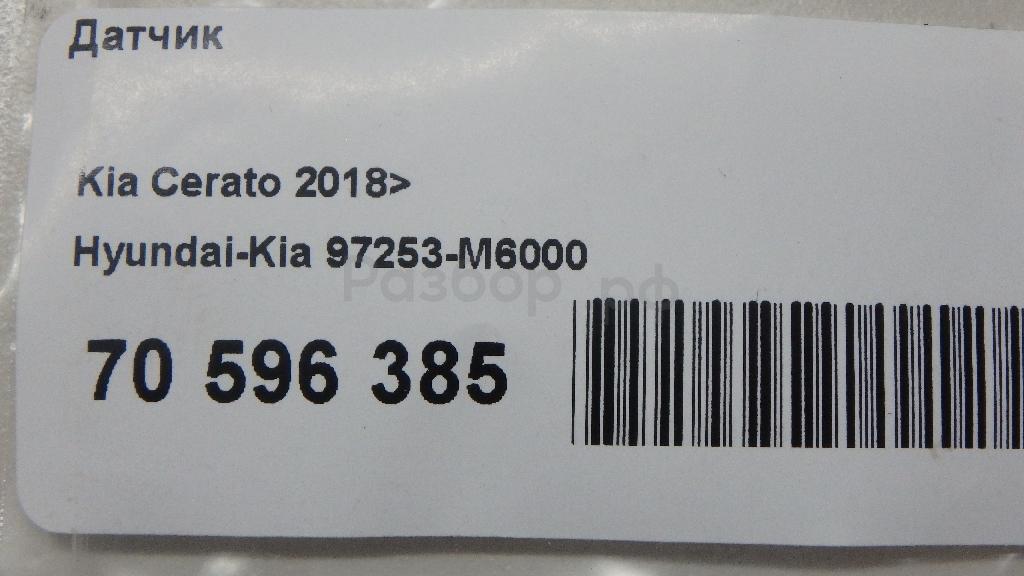 Датчик
Kia Cerato 2018>
Hyundai-Kia 97253-M6000
Разбор.рф
70 596 385